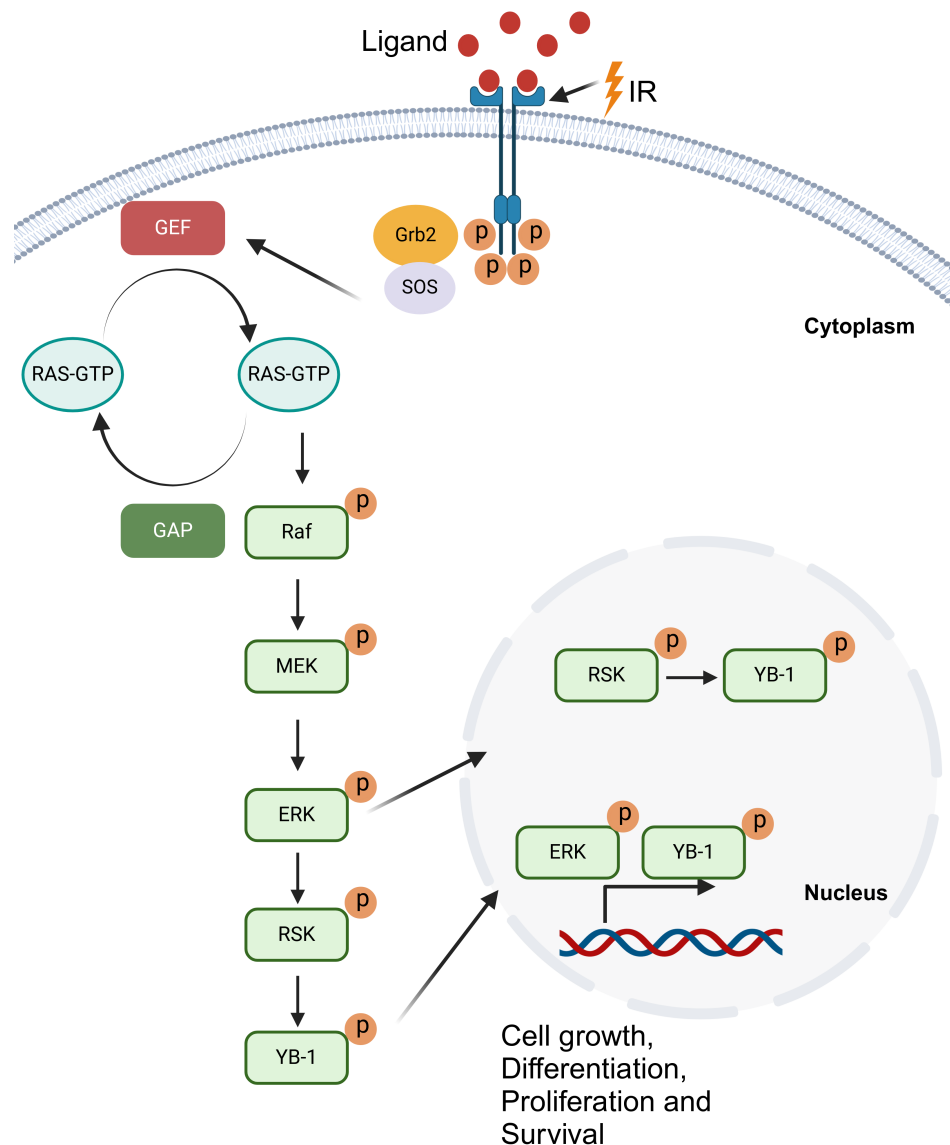 Ligand
IR
GEF
Grb2
p
p
SOS
p
p
Cytoplasm
RAS-GTP
RAS-GTP
p
GAP
Raf
p
MEK
p
RSK
p
YB-1
p
ERK
p
ERK
p
YB-1
p
RSK
p
Nucleus
YB-1
p
Cell growth,
Differentiation,
Proliferation and
Survival